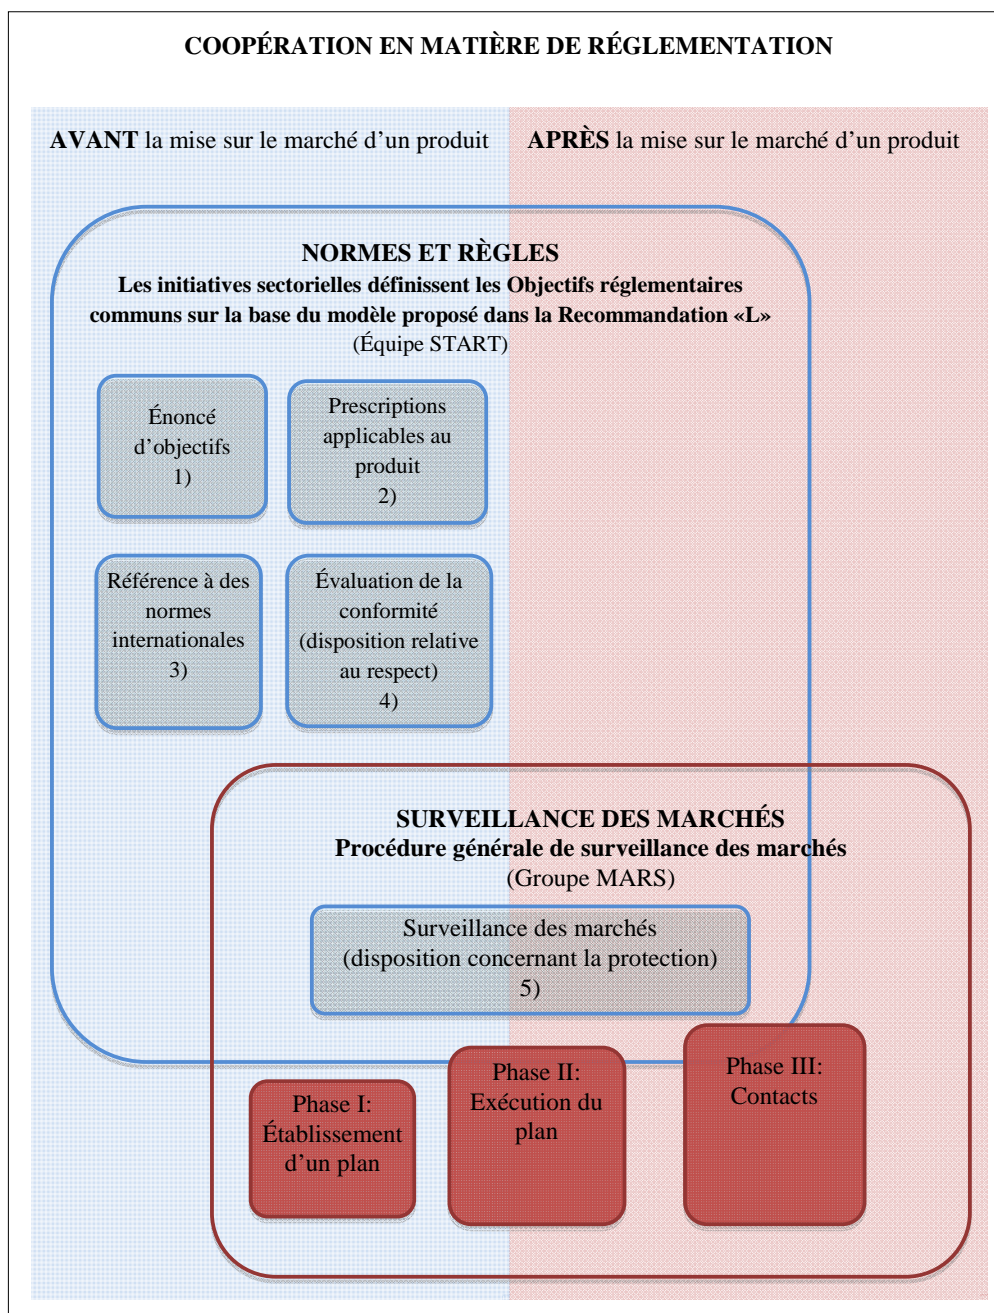 COOPÉRATION EN MATIÈRE DE RÉGLEMENTATION
AVANT la mise sur le marché d’un produit
APRÈS la mise sur le marché d’un produit
NORMES ET RÈGLES
Les initiatives sectorielles définissent les Objectifs réglementaires
communs sur la base du modèle proposé dans la Recommandation «L»
(Équipe START)
Énoncé
d’objectifs
1)
Prescriptions
applicables au
produit
2)
Référence à des
normes
internationales
3)
Évaluation de la
conformité
(disposition relative
au respect)
4)
SURVEILLANCE DES MARCHÉS
Procédure générale de surveillance des marchés
(Groupe MARS)
Surveillance des marchés
(disposition concernant la protection)
5)
Phase I:
Établissement
d’un plan
Phase II:
Exécution du
plan
Phase III:
Contacts